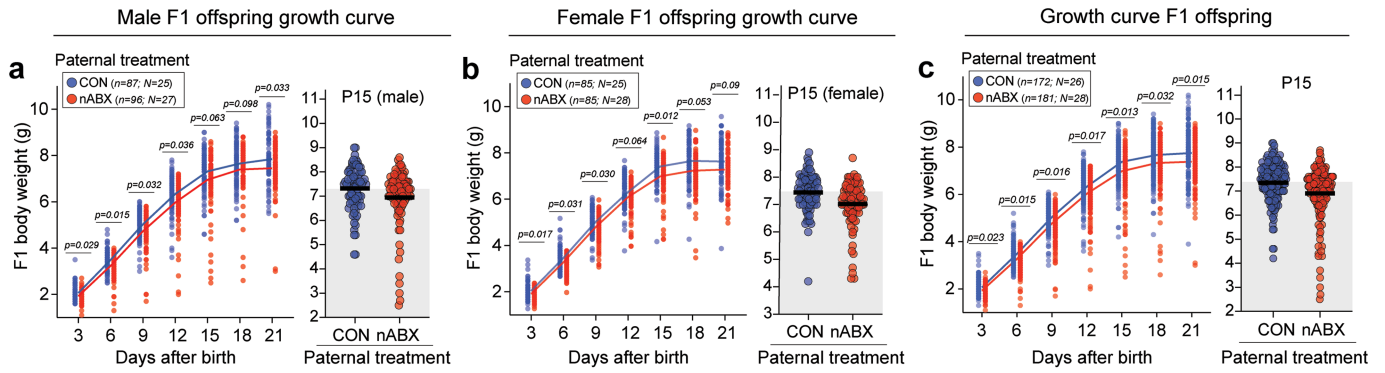 Male F1 offspring growth curve
Female F1 offspring growth curve
Growth curve F1 offspring
a
Paternal treatment
CON (n=87; N=25)
nABX (n=96; N=27)
F1 body weight (g)
10
8
6
4
2
p=0.029
p=0.015
p=0.032
p=0.036
p=0.063
p=0.098
p=0.033
3 6 9 12 15 18 21
Days after birth
P15 (male)
11
10
9
8
7
6
5
4
3
2
CON nABX
Paternal treatment
b
Paternal treatment
CON (n=85; N=25)
nABX (n=85; N=28)
F1 body weight (g)
10
8
6
4
2
p=0.017
p=0.031
p=0.030
p=0.064
p=0.012
p=0.053
p=0.09
3 6 9 12 15 18 21
Days after birth
P15 (female)
11
10
9
8
7
6
5
4
3
CON nABX
Paternal treatment
c
Paternal treatment
CON (n=172; N=26)
nABX (n=181; N=28)
F1 body weight (g)
10
8
6
4
2
p=0.023
p=0.015
p=0.016
p=0.017
p=0.013
p=0.032
p=0.015
3 6 9 12 15 18 21
Days after birth
P15
11
10
9
8
7
6
5
4
3
2
CON nABX
Paternal treatment